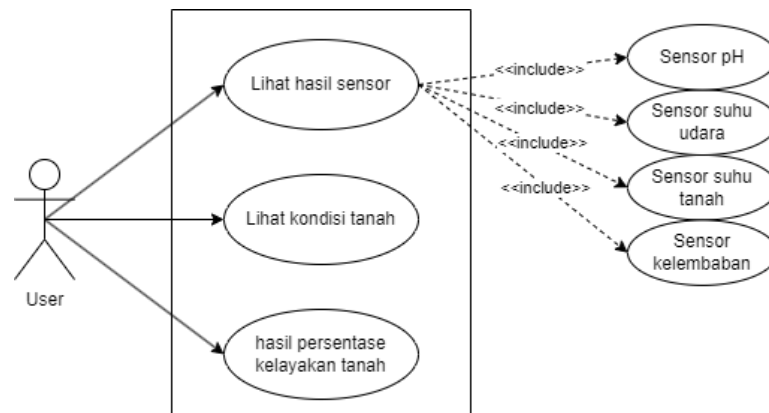 Lihat hasil sensor
<<include>>
Sensor pH
<<include>>
Sensor suhu
udara
<<include>>
Sensor suhu
tanah
<<include>>
Sensor
kelembaban
Lihat kondisi tanah
User
hasil persentase
kelayakan tanah